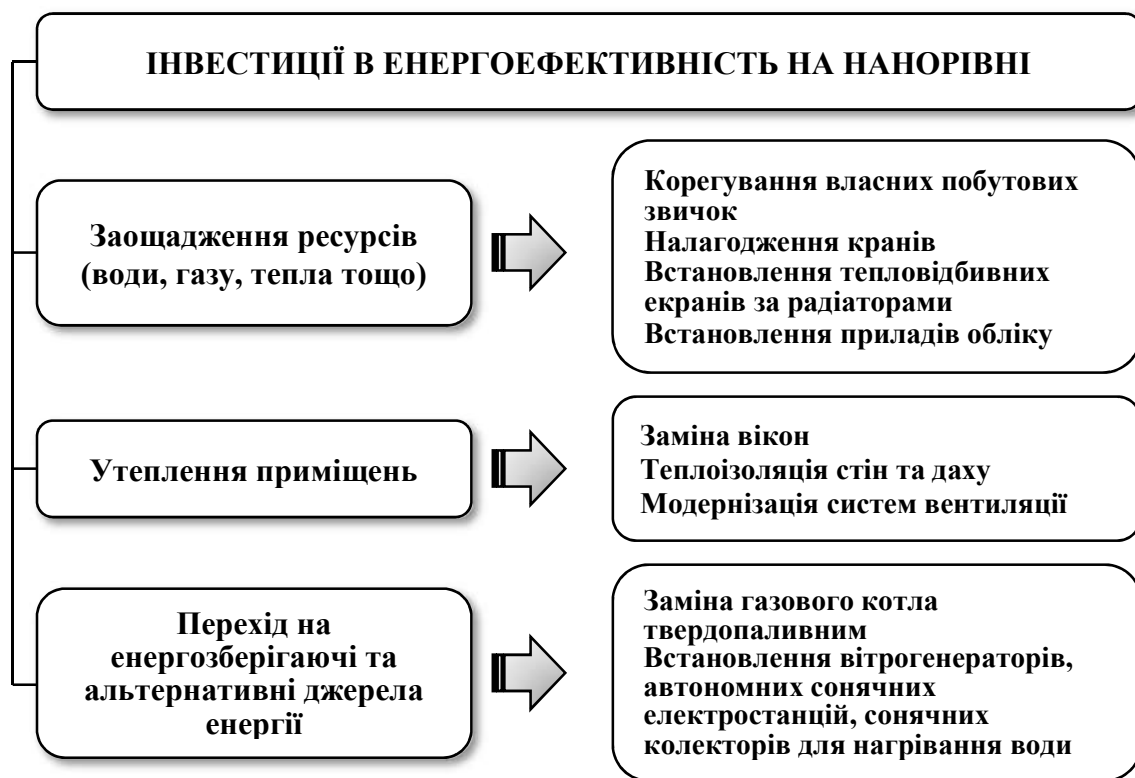 ІНВЕСТИЦІЇ В ЕНЕРГОЕФЕКТИВНІСТЬ НА НАНОРІВНІ
Заощадження ресурсів
(води, газу, тепла тощо)
Корегування власних побутових
звичок
Налагодження кранів
Встановлення тепловідбивних
екранів за радіаторами
Встановлення приладів обліку
Утеплення приміщень
Заміна вікон
Теплоізоляція стін та даху
Модернізація систем вентиляції
Перехід на
енергозберігаючі та
альтернативні джерела
енергії
Заміна газового котла
твердопаливним
Встановлення вітрогенераторів,
автономних сонячних
електростанцій, сонячних
колекторів для нагрівання води